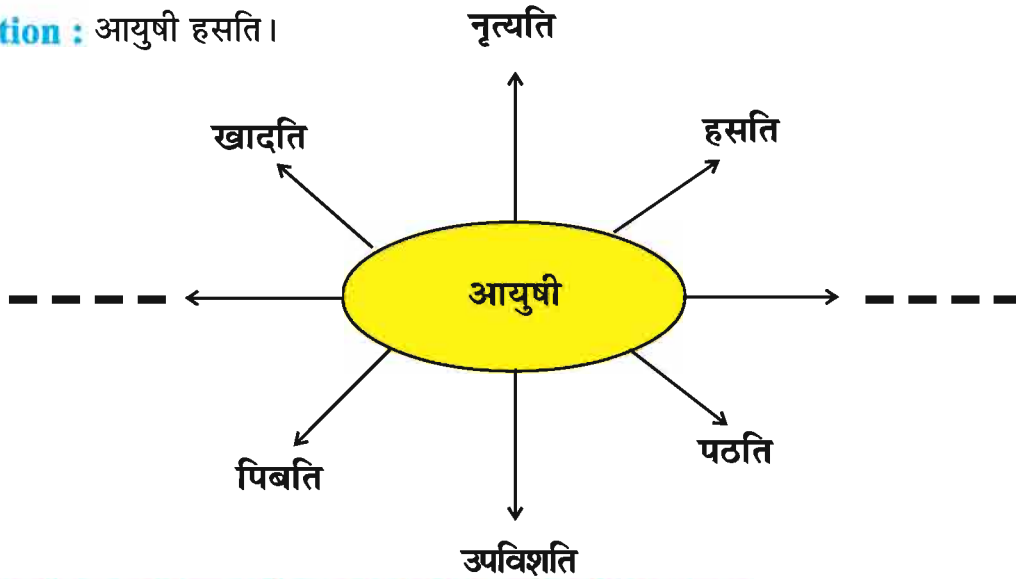 tion : आयुषी हसति।
नृत्यति
खादति
हसति
आयुषी
पिबति
पठति
उपविशति